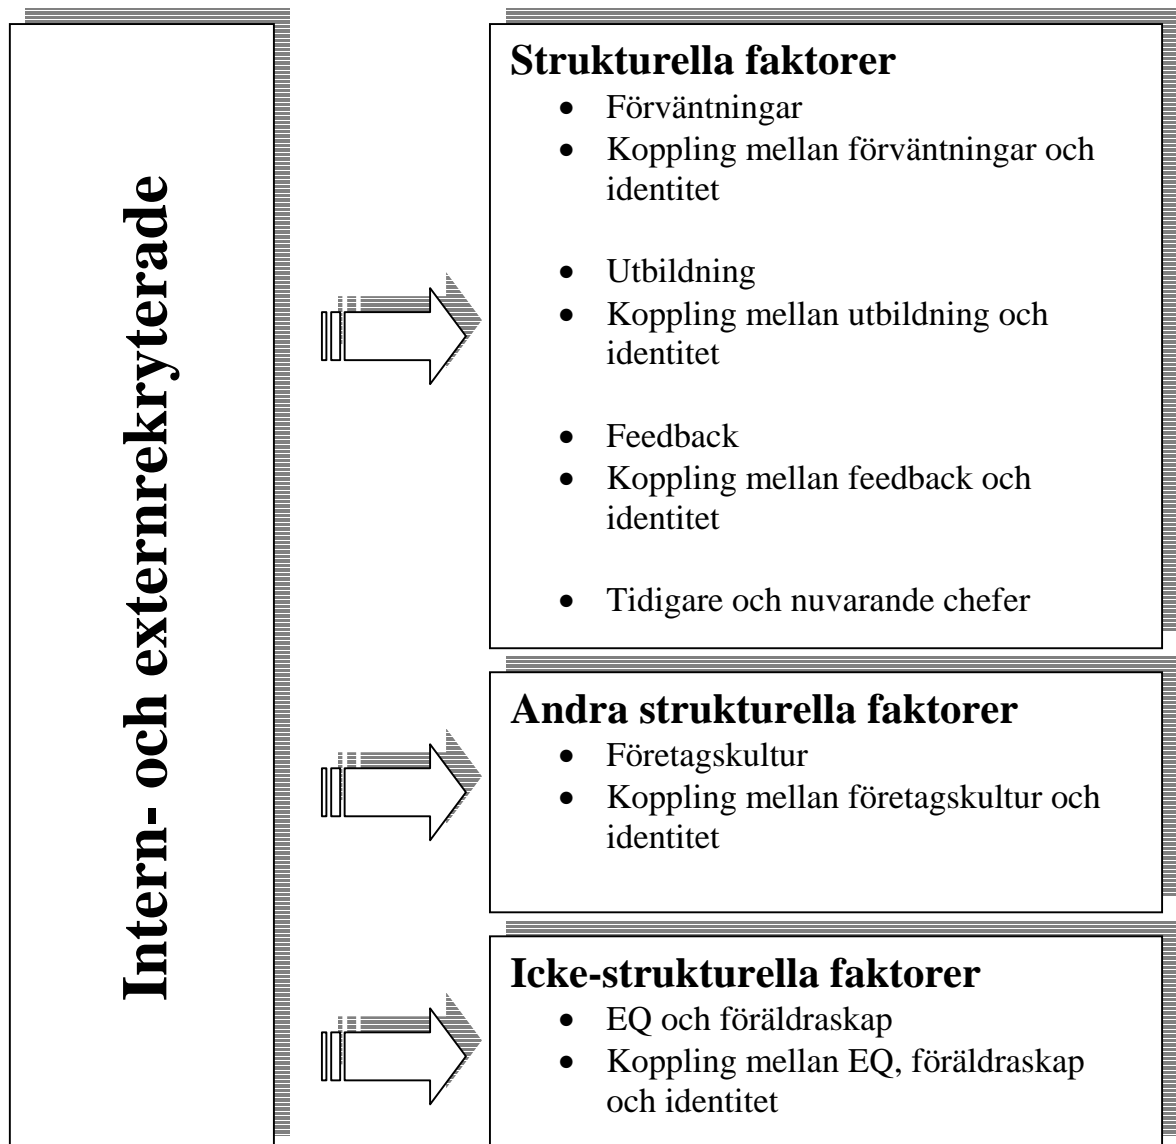 Intern- och externrekryterade
Strukturella faktorer
• Förväntningar
• Koppling mellan förväntningar och
identitet
• Utbildning
• Koppling mellan utbildning och
identitet
• Feedback
• Koppling mellan feedback och
identitet
• Tidigare och nuvarande chefer
Andra strukturella faktorer
• Företagskultur
• Koppling mellan företagskultur och
identitet
Icke-strukturella faktorer
• EQ och föräldraskap
• Koppling mellan EQ, föräldraskap
och identitet